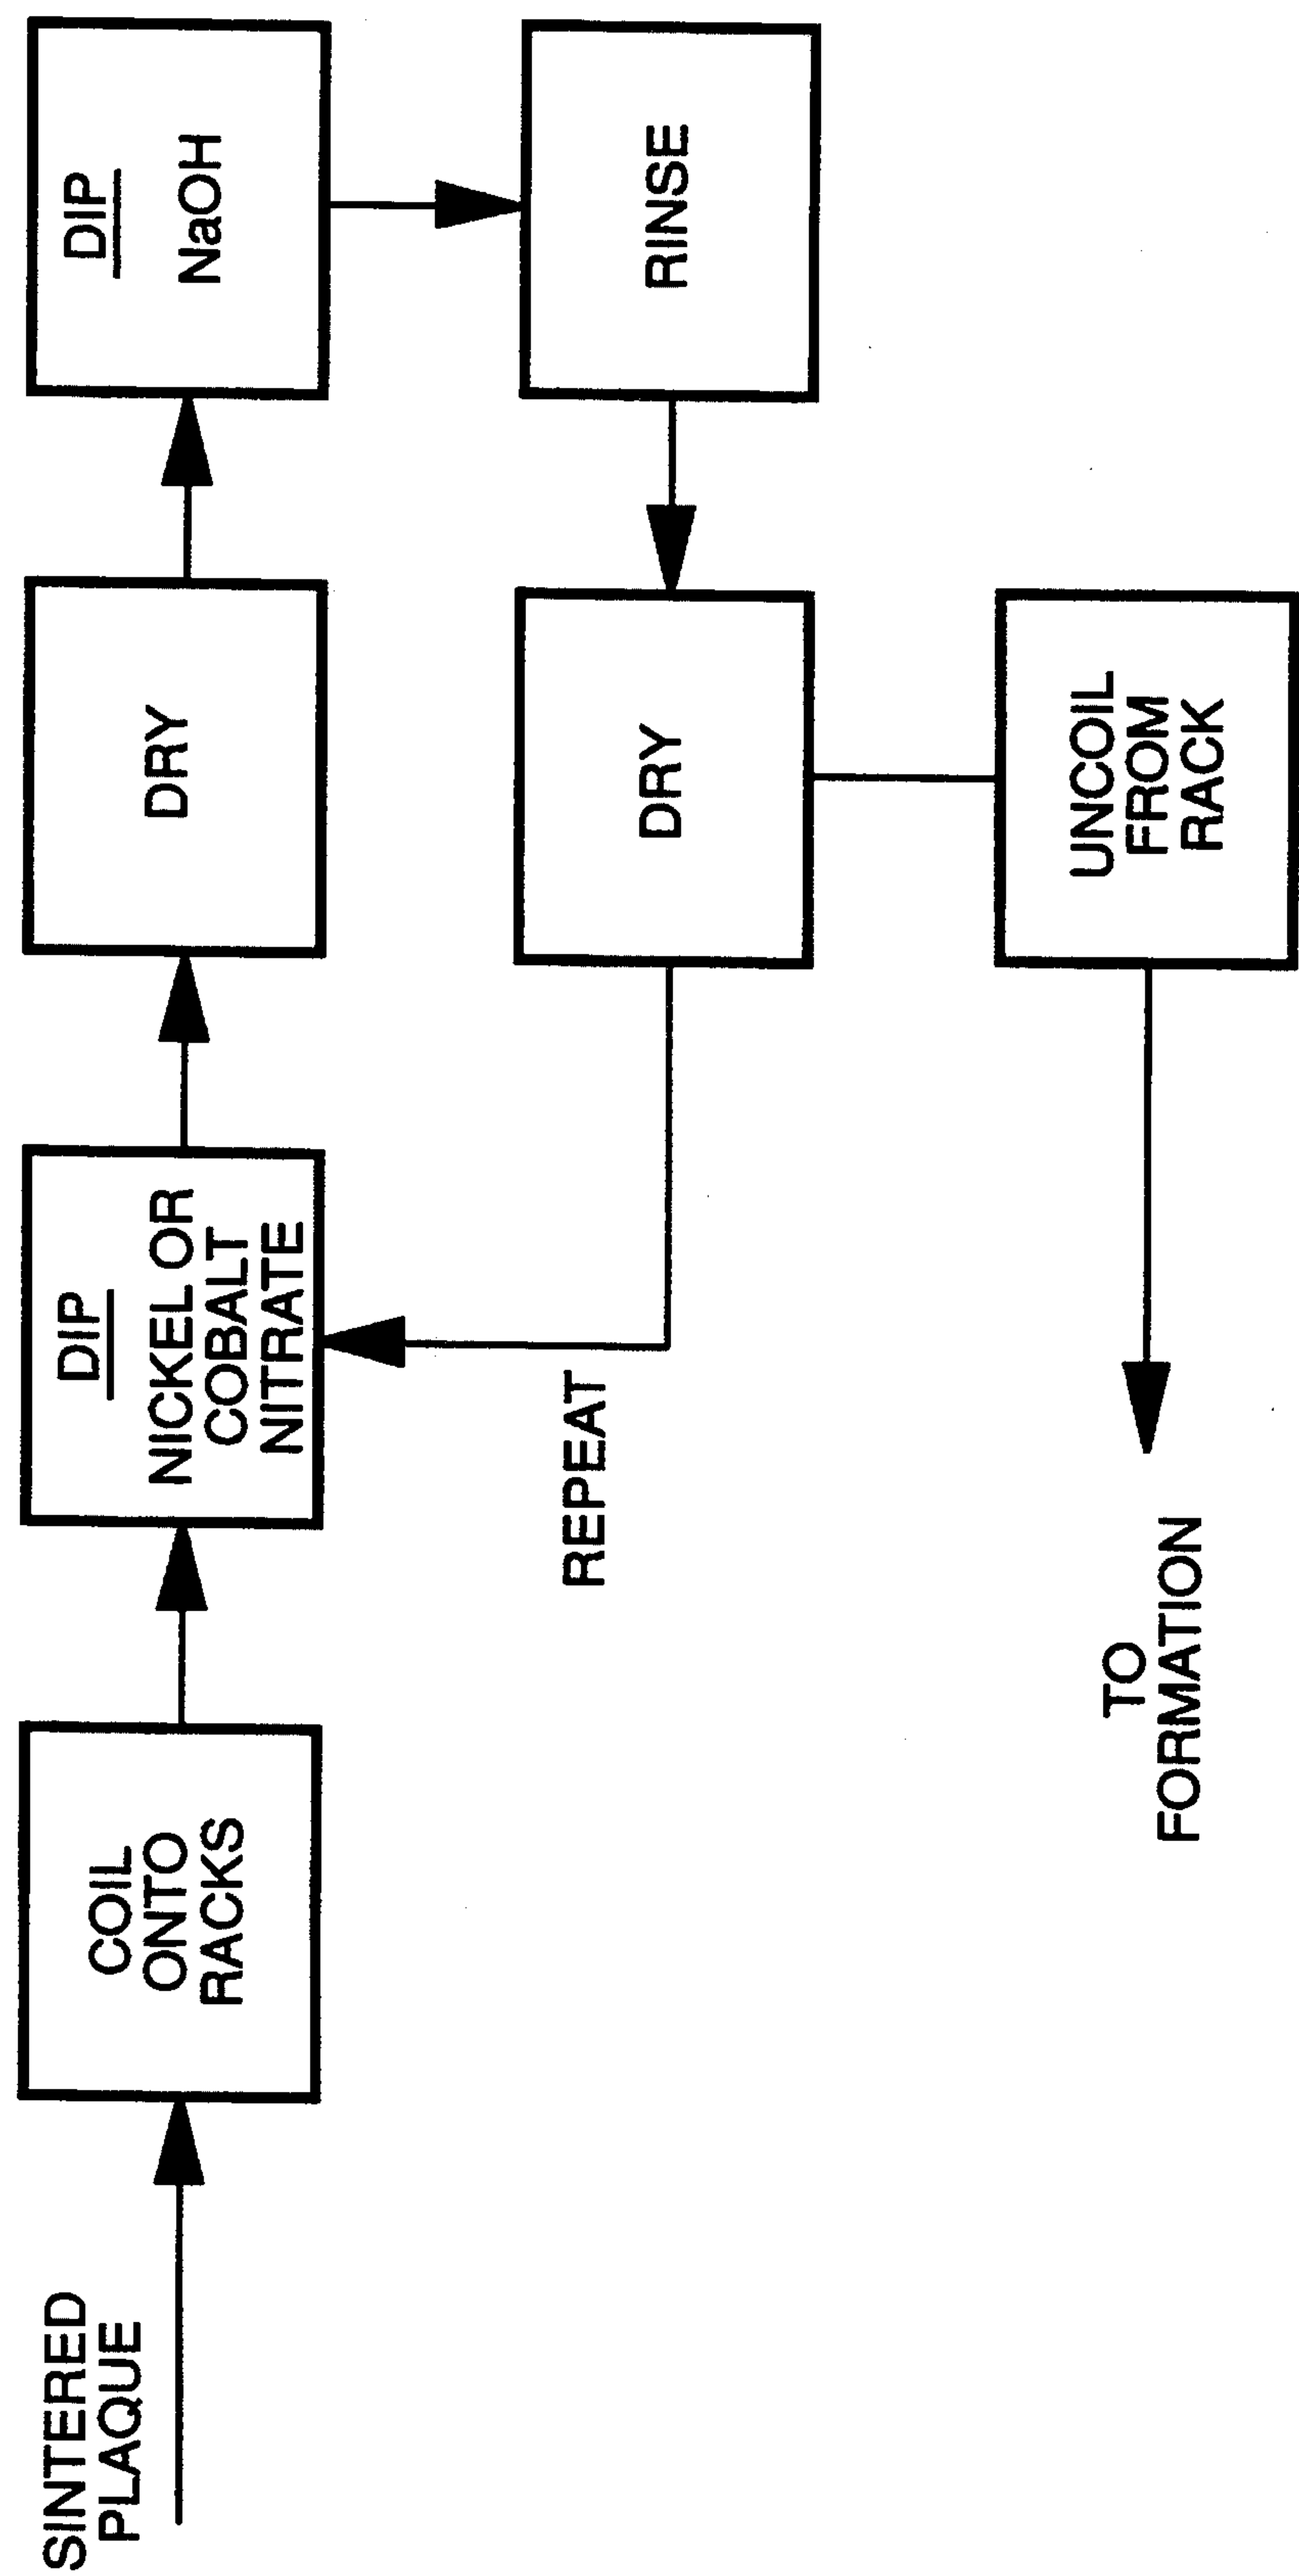 SINTERED
PLAQUE
COIL
ONTO
RACKS
DIP
NICKEL OR
COBALT
NITRATE
DRY
DIP
NaOH
REPEAT
DRY
RINSE
TO
FORMATION
UNCOIL
FROM
RACK